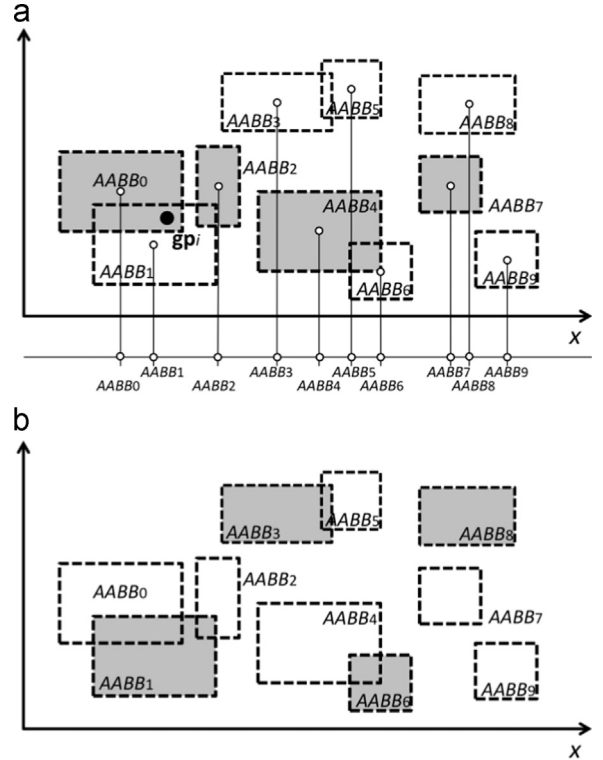 a
AABB3
AABB5
AABB8
AABB0
AABB2
AABB4
AABB7
gpi
AABB1
AABB6
AABB9
x
AABB0 AABB1 AABB2 AABB3 AABB4 AABB5 AABB6 AABB7 AABB8 AABB9
b
AABB3
AABB5
AABB8
AABB0
AABB2
AABB4
AABB7
AABB1
AABB6
AABB9
x